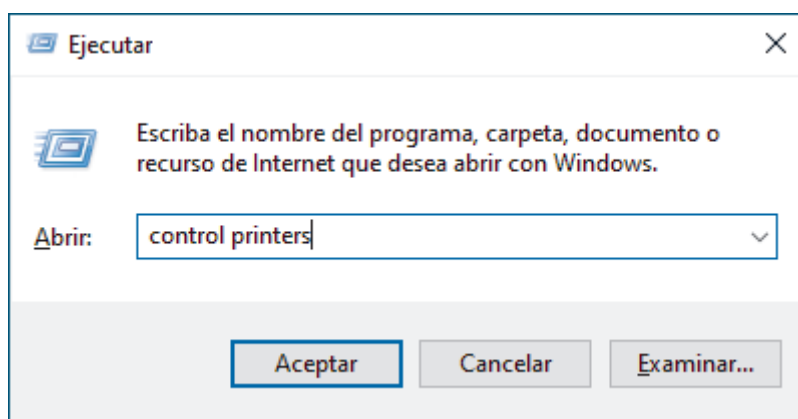 Ejecutar
Escriba el nombre del programa, carpeta, documento o
recurso de Internet que desea abrir con Windows.
Abrir: control printers
Aceptar Cancelar Examinar...